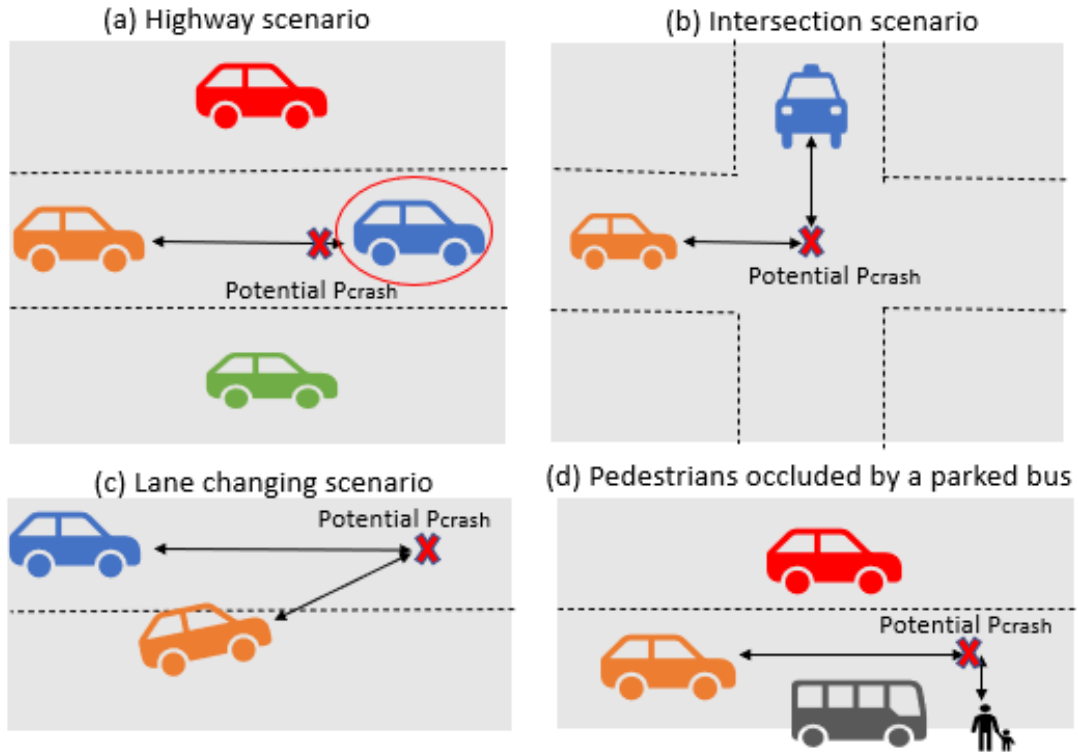 (a) Highway scenario
(b) Intersection scenario
Potential Pcrash
Potential Pcrash
(c) Lane changing scenario
(d) Pedestrians occluded by a parked bus
Potential Pcrash
Potential Pcrash